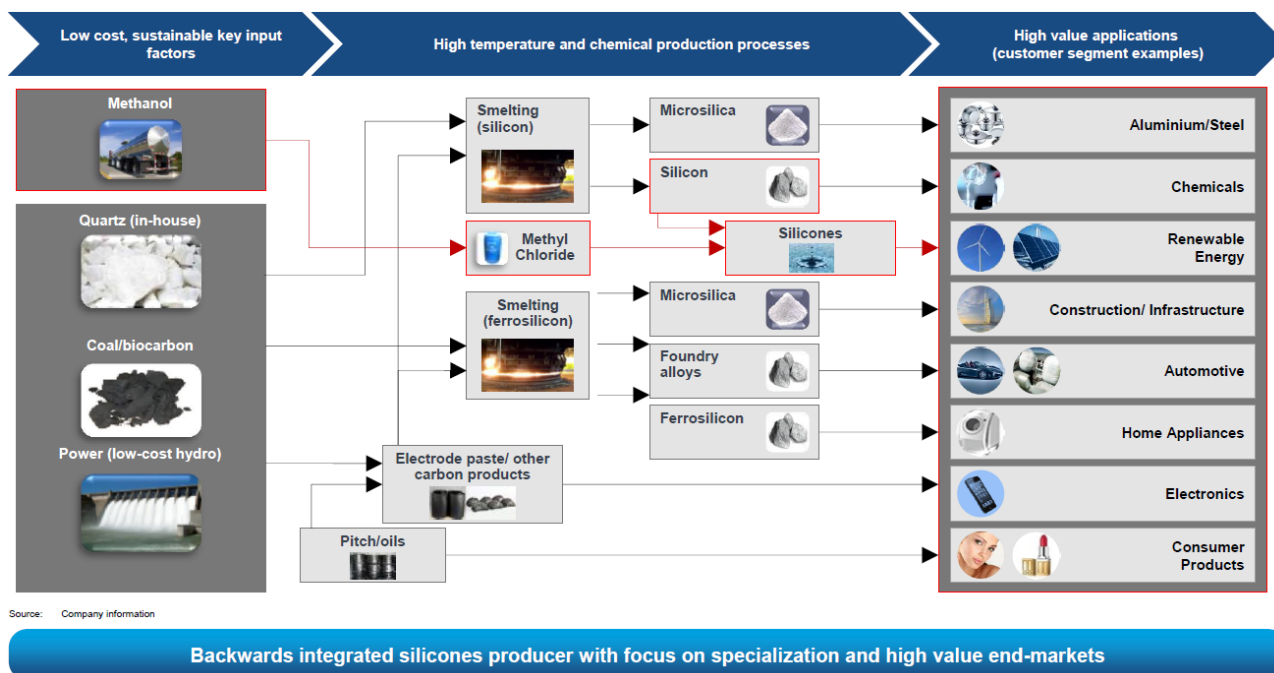 Low cost, sustainable key input
factors
High temperature and chemical production processes
High value applications
(customer segment examples)
Methanol
Quartz (in-house)
Coal/biocarbon
Power (low-cost hydro)
Smelting
(silicon)
Methyl
Chloride
Smelting
(ferrosilicon)
Electrode paste/ other
carbon products
Pitch/oils
Microsilica
Silicon
Silicones
Microsilica
Foundry
alloys
Ferrosilicon
Aluminium/Steel
Chemicals
Renewable
Energy
Construction/ Infrastructure
Automotive
Home Appliances
Electronics
Consumer
Products
Source: Company information
Backwards integrated silicones producer with focus on specialization and high value end-markets